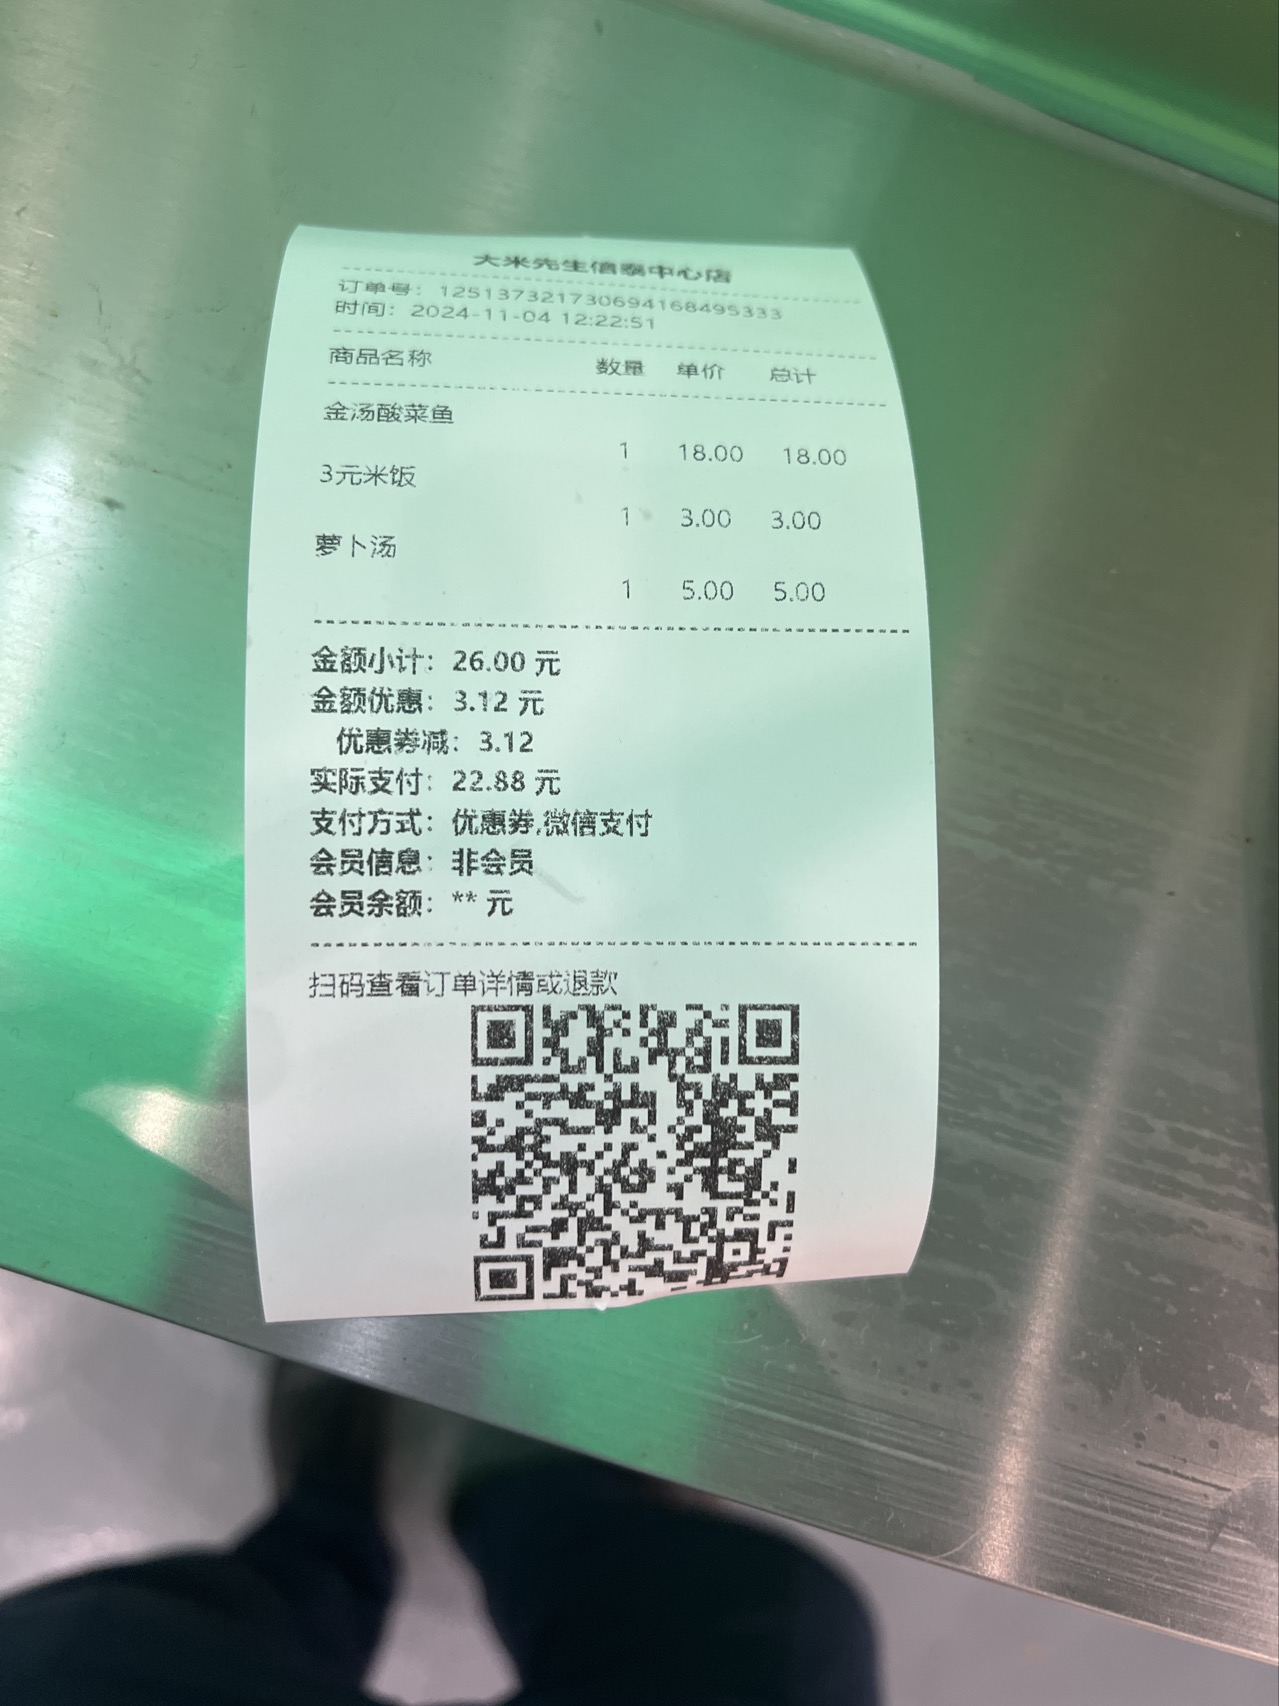 大米先生信泰中心店
订单号：1251373217306941684953​33
时间：2024-11-04 12:22:51
商品名称 数量 单价 总计
金汤酸菜鱼
1 18.00 18.00
3元米饭
1 3.00 3.00
萝卜汤
1 5.00 5.00
金额小计：26.00 元
金额优惠：3.12 元
优惠券减：3.12
实际支付：22.88 元
支付方式：优惠券,微信支付
会员信息：非会员
会员余额：** 元
扫码查看订单详情或退款